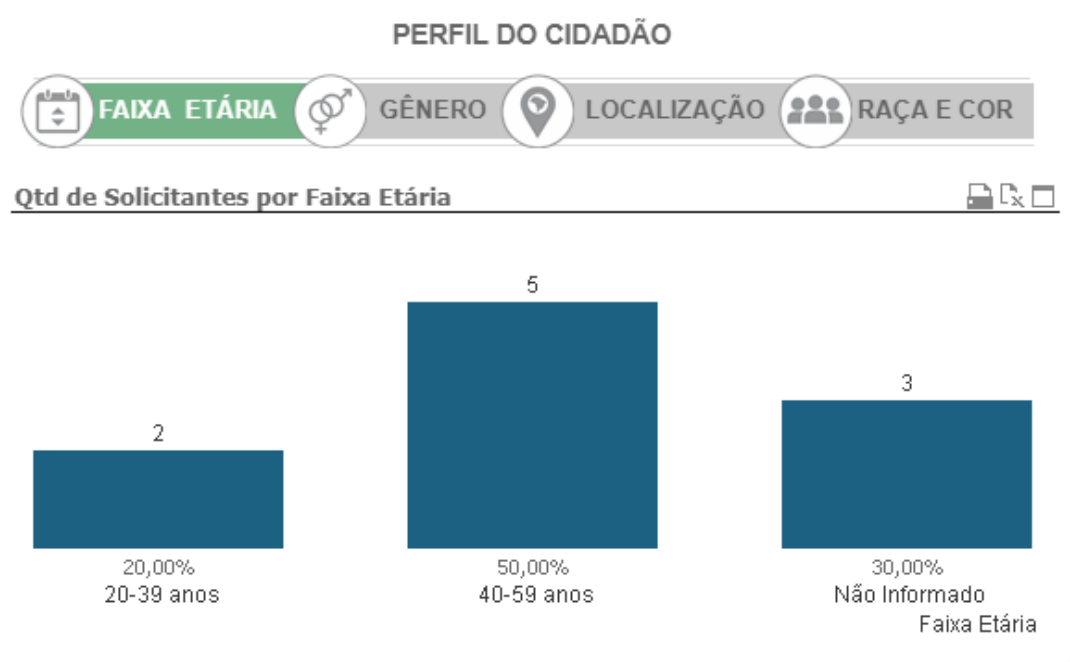 PERFIL DO CIDADÃO
FAIXA ETÁRIA GÊNERO LOCALIZAÇÃO RAÇA E COR
Qtd de Solicitantes por Faixa Etária
5
3
2
20,00% 50,00% 30,00%
20-39 anos 40-59 anos Não Informado
Faixa Etária